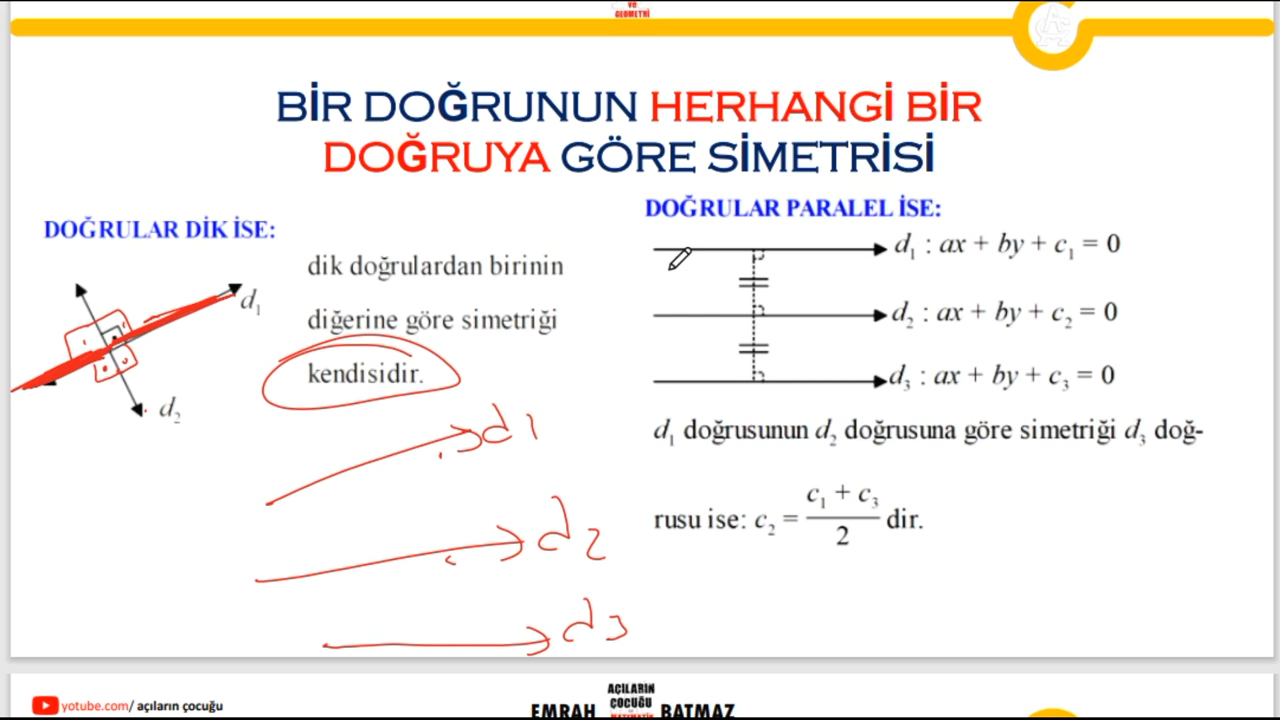 VE
GEOMETRİ
BİR DOĞRUNUN HERHANGİ BİR
DOĞRUYA GÖRE SİMETRİSİ
DOĞRULAR DİK İSE:
d₁
d₂
dik doğrulardan birinin
diğerine göre simetriği
kendisidir.
d1
d2
d3
DOĞRULAR PARALEL İSE:
d₁ : ax + by + c₁ = 0
d₂ : ax + by + c₂ = 0
d₃ : ax + by + c₃ = 0
d₁ doğrusunun d₂ doğrusuna göre simetriği d₃ doğ-
rusu ise: c₂ = (c₁ + c₃)/2 dir.
yotube.com/ açıların çocuğu
EMRAH
AÇILARIN
ÇOCUĞU
MATEMATİK
BATMAZ